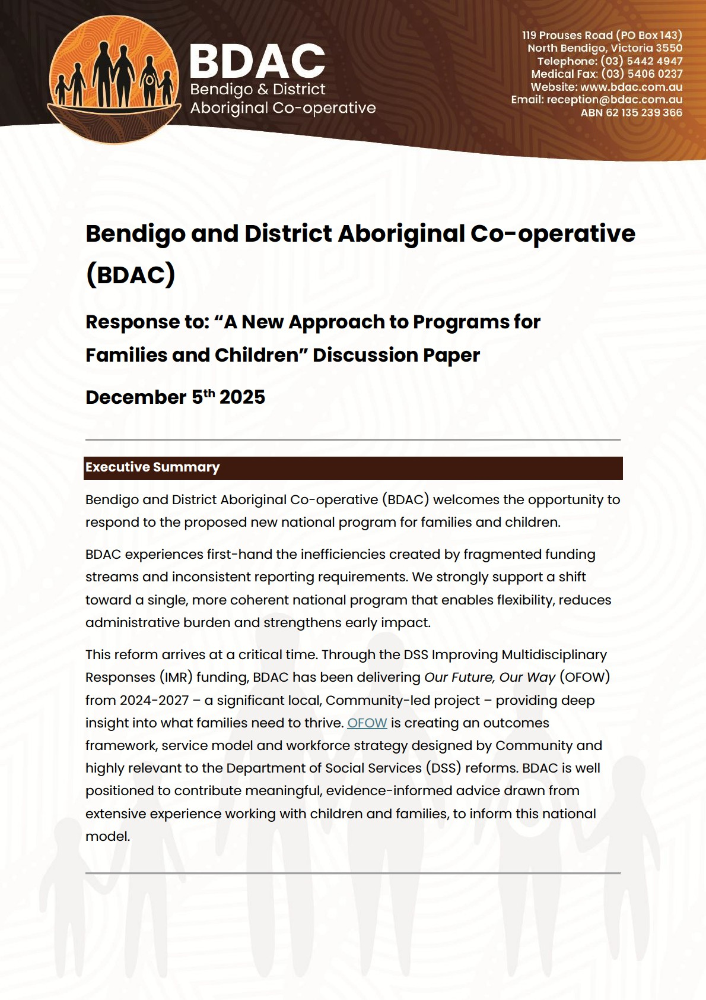 BDAC
Bendigo & District
Aboriginal Co-operative
119 Prouses Road (PO Box 143)
North Bendigo, Victoria 3550
Telephone: (03) 5442 4947
Medical Fax: (03) 5406 0237
Website: www.bdac.com.au
Email: reception@bdac.com.au
ABN 62 135 239 366
Bendigo and District Aboriginal Co-operative
(BDAC)
Response to: “A New Approach to Programs for
Families and Children” Discussion Paper
December 5th 2025
Executive Summary
Bendigo and District Aboriginal Co-operative (BDAC) welcomes the opportunity to
respond to the proposed new national program for families and children.
BDAC experiences first-hand the inefficiencies created by fragmented funding
streams and inconsistent reporting requirements. We strongly support a shift
toward a single, more coherent national program that enables flexibility, reduces
administrative burden and strengthens early impact.
This reform arrives at a critical time. Through the DSS Improving Multidisciplinary
Responses (IMR) funding, BDAC has been delivering Our Future, Our Way (OFOW)
from 2024-2027 – a significant local, Community-led project – providing deep
insight into what families need to thrive. OFOW is creating an outcomes
framework, service model and workforce strategy designed by Community and
highly relevant to the Department of Social Services (DSS) reforms. BDAC is well
positioned to contribute meaningful, evidence-informed advice drawn from
extensive experience working with children and families, to inform this national
model.